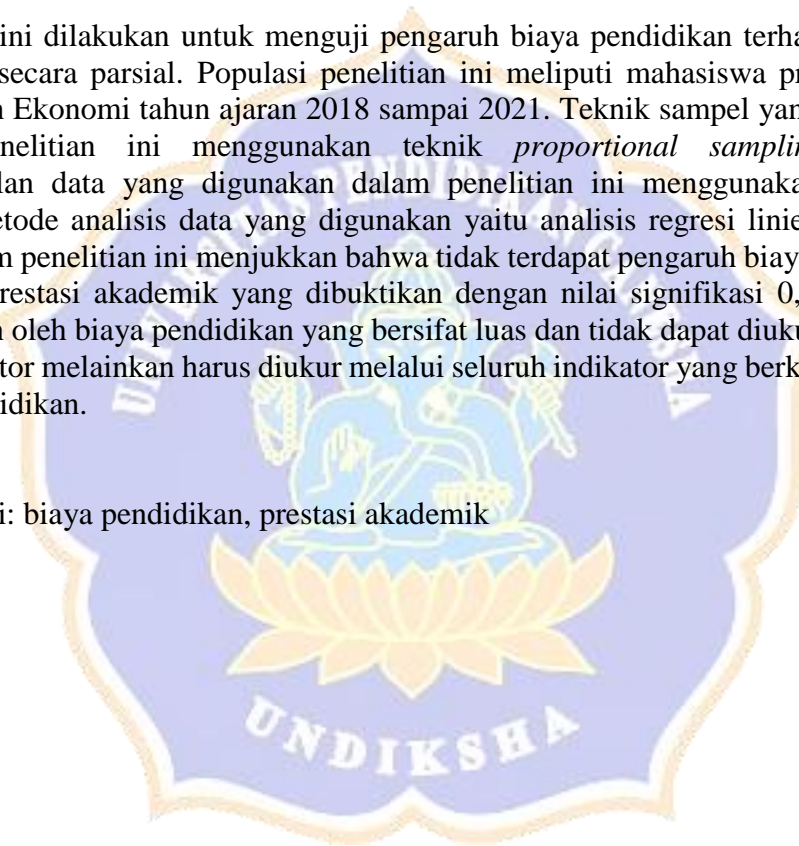 ini dilakukan untuk menguji pengaruh biaya pendidikan terha
secara parsial. Populasi penelitian ini meliputi mahasiswa pr
n Ekonomi tahun ajaran 2018 sampai 2021. Teknik sampel yan
nelitian ini menggunakan teknik proportional samplin
lan data yang digunakan dalam penelitian ini menggunaka
etode analisis data yang digunakan yaitu analisis regresi linie
m penelitian ini menjukkan bahwa tidak terdapat pengaruh biay
restasi akademik yang dibuktikan dengan nilai signifikasi 0,
n oleh biaya pendidikan yang bersifat luas dan tidak dapat diuku
tor melainkan harus diukur melalui seluruh indikator yang berk
didikan.
i: biaya pendidikan, prestasi akademik
UNIVERSITAS PENDIDIKAN GANESHA
UNDIKSHA